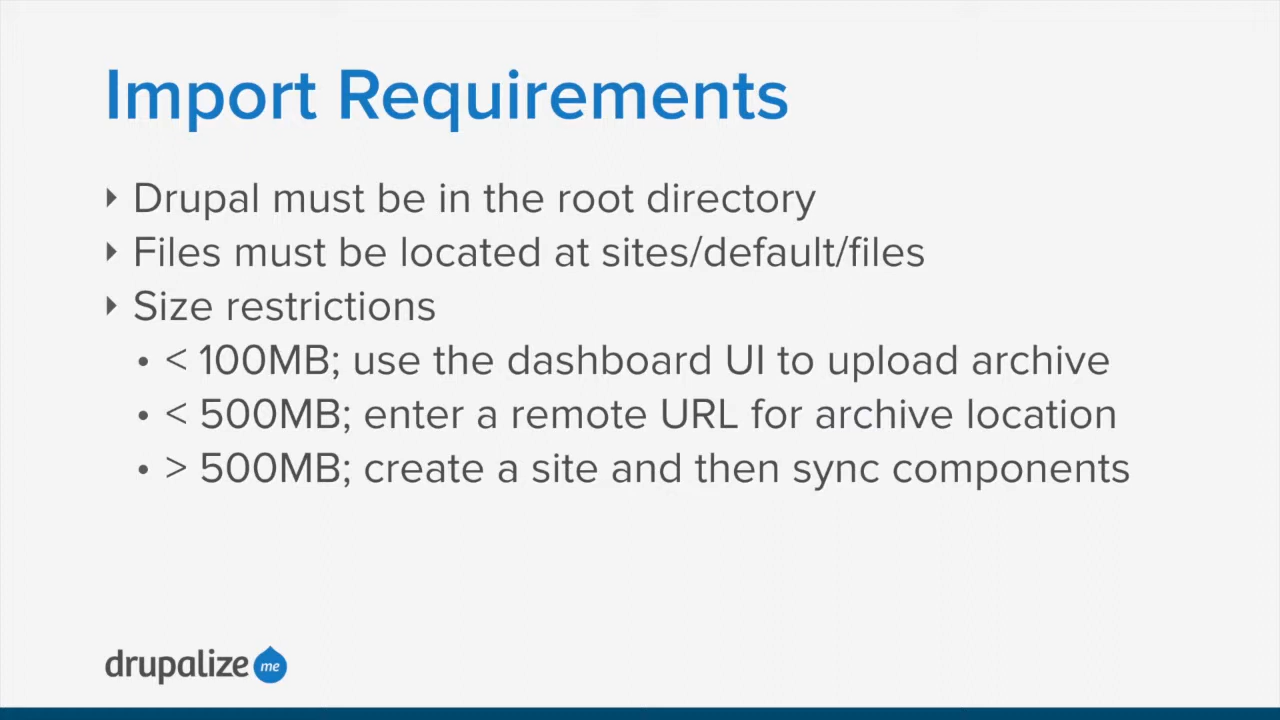 Import Requirements
‣ Drupal must be in the root directory
‣ Files must be located at sites/default/files
‣ Size restrictions
• < 100MB; use the dashboard UI to upload archive
• < 500MB; enter a remote URL for archive location
• > 500MB; create a site and then sync components
drupalize me